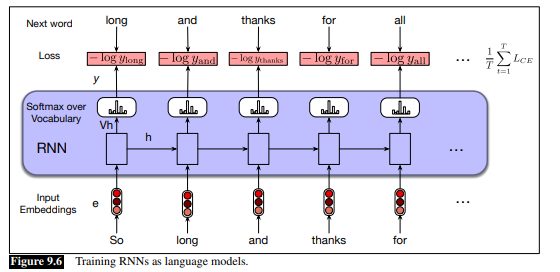 Next word long and thanks for all
Loss − log y_long − log y_and − log y_thanks − log y_for − log y_all … 1/T ∑_{t=1}^{T} L_CE
y
Softmax over
Vocabulary
Vh
h
RNN …
Input
Embeddings e …
So long and thanks for
Figure 9.6 Training RNNs as language models.